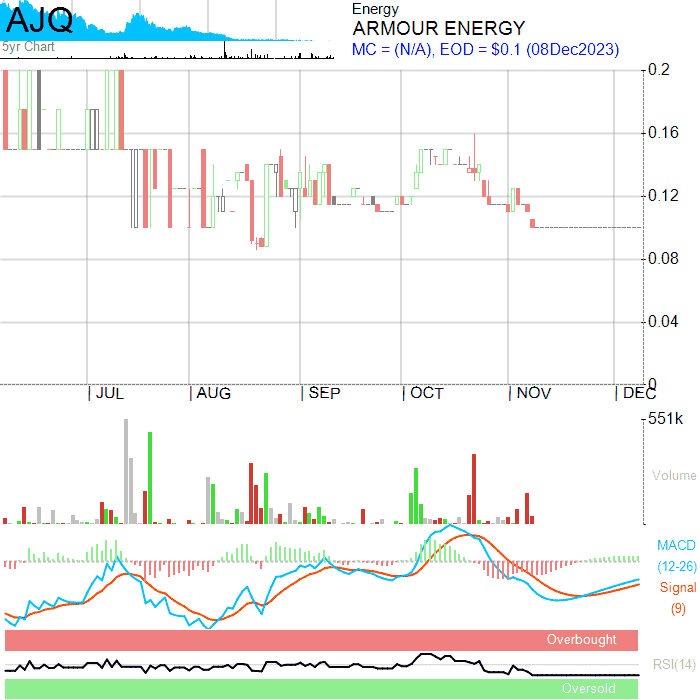 AJQ
5yr Chart
Energy
ARMOUR ENERGY
MC = (N/A), EOD = $0.1 (08Dec2023)
0.2
0.16
0.12
0.08
0.04
0
JUL AUG SEP OCT NOV DEC
551k
Volume
MACD
(12-26)
Signal
(9)
Overbought
RSI(14)
Oversold